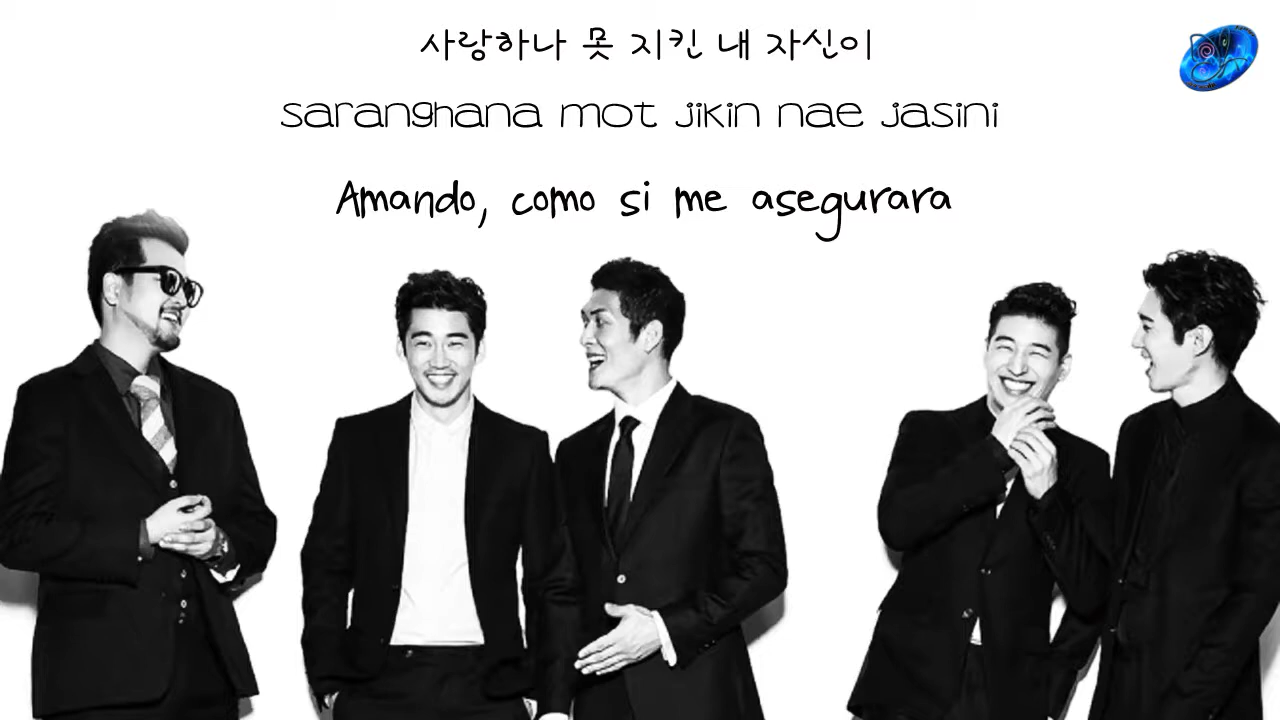 사랑하나 못 지킨 내 자신이
saranghana mot jikin nae jasini
Amando, como si me asegurara